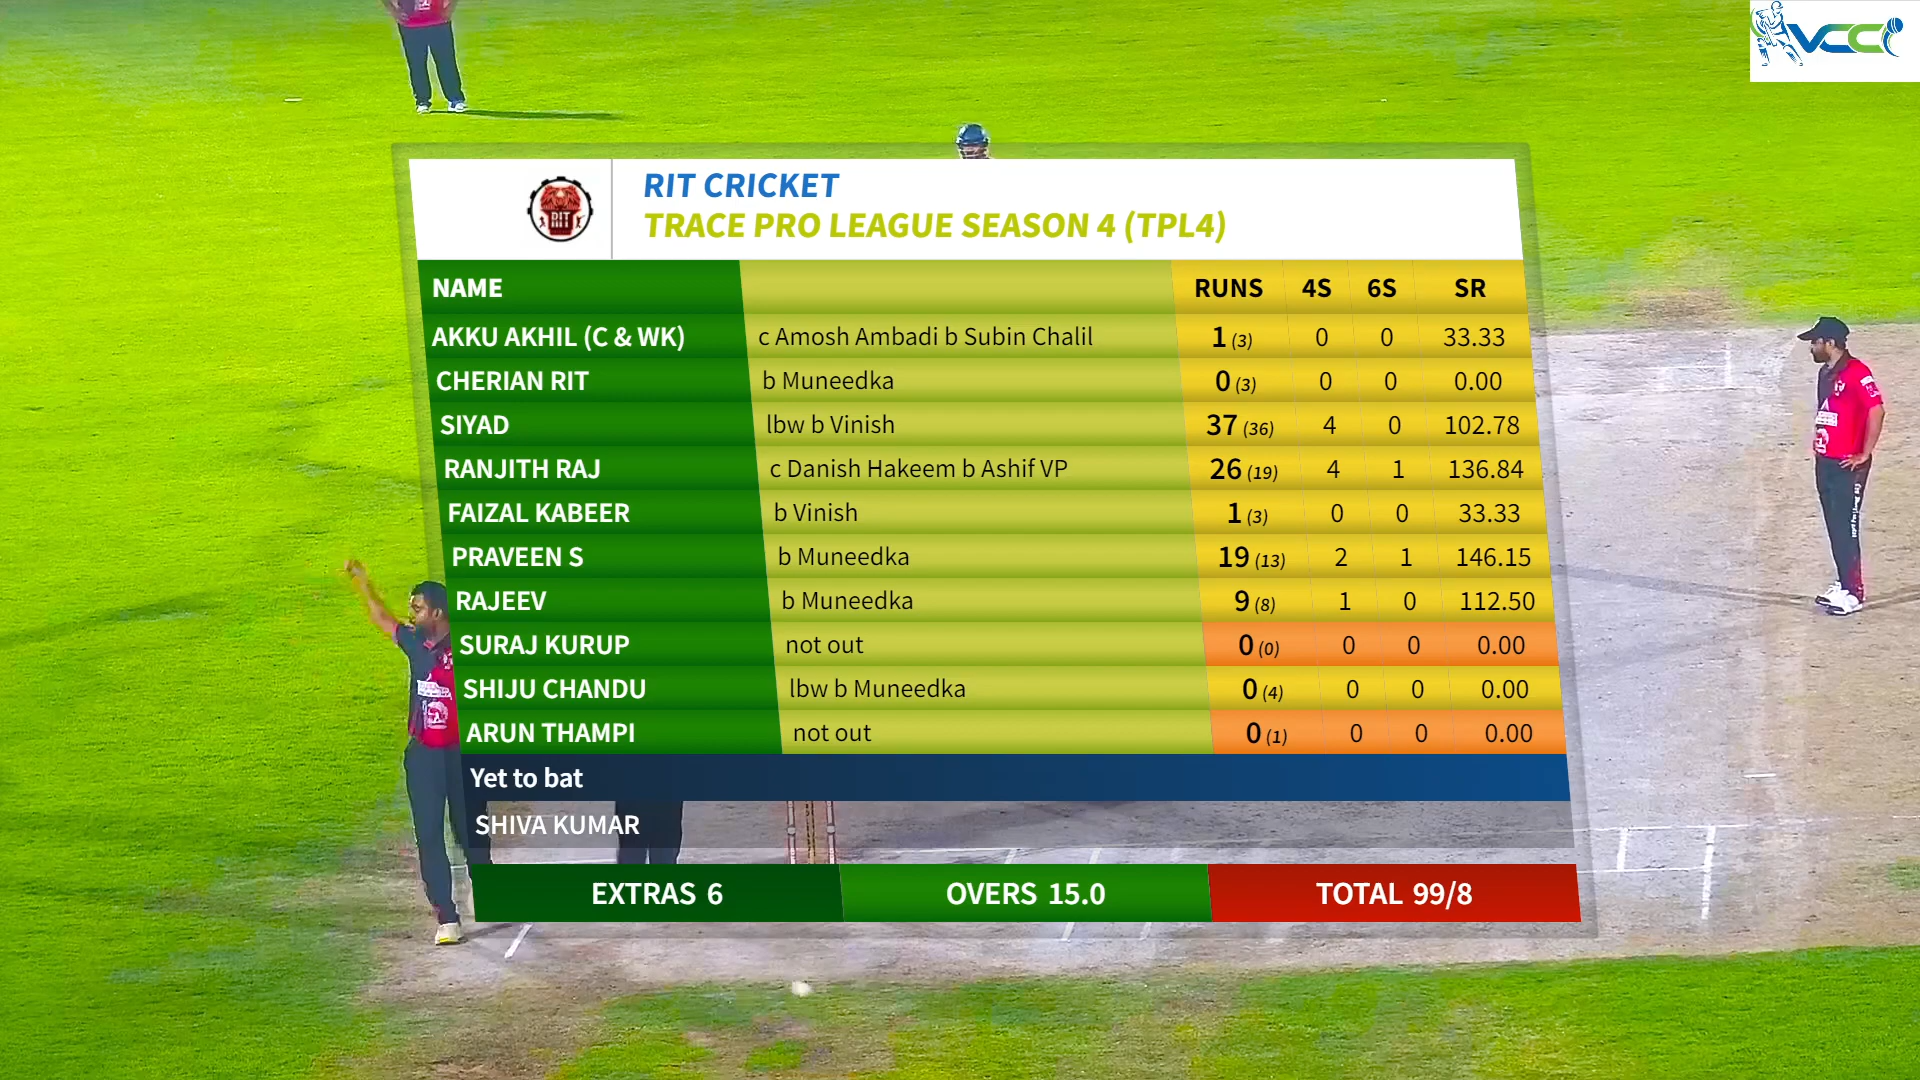 VCC
RIT
RIT CRICKET
TRACE PRO LEAGUE SEASON 4 (TPL4)
NAME RUNS 4S 6S SR
AKKU AKHIL (C & WK) c Amosh Ambadi b Subin Chalil 1 (3) 0 0 33.33
CHERIAN RIT b Muneedka 0 (3) 0 0 0.00
SIYAD lbw b Vinish 37 (36) 4 0 102.78
RANJITH RAJ c Danish Hakeem b Ashif VP 26 (19) 4 1 136.84
FAIZAL KABEER b Vinish 1 (3) 0 0 33.33
PRAVEEN S b Muneedka 19 (13) 2 1 146.15
RAJEEV b Muneedka 9 (8) 1 0 112.50
SURAJ KURUP not out 0 (0) 0 0 0.00
SHIJU CHANDU lbw b Muneedka 0 (4) 0 0 0.00
ARUN THAMPI not out 0 (1) 0 0 0.00
Yet to bat
SHIVA KUMAR
EXTRAS 6 OVERS 15.0 TOTAL 99/8